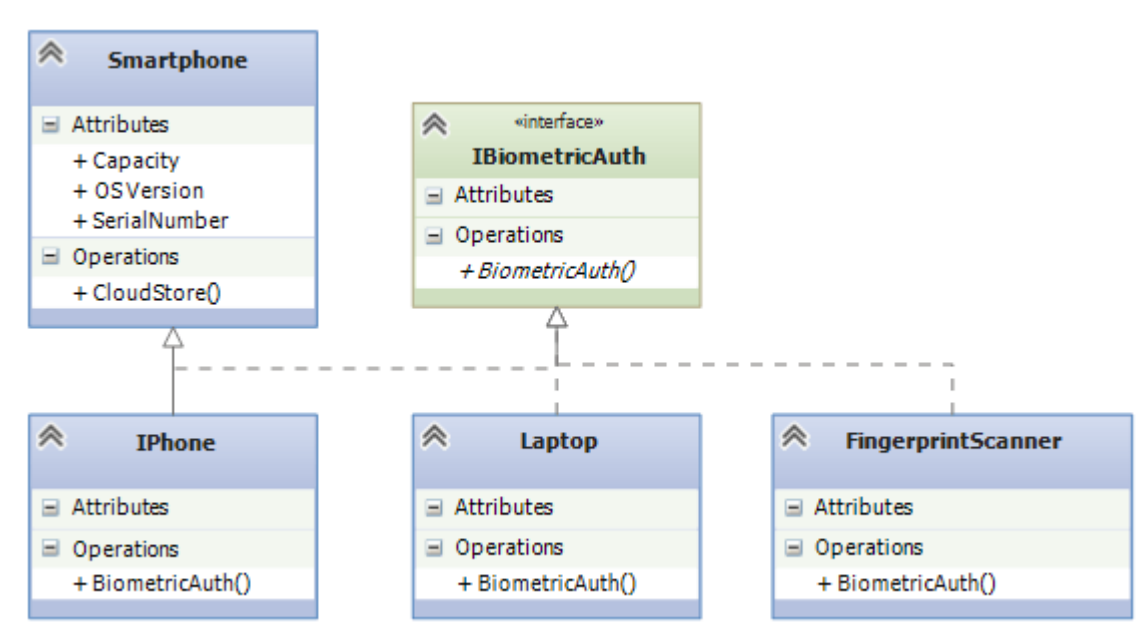 Smartphone
Attributes
+ Capacity
+ OSVersion
+ SerialNumber
Operations
+ CloudStore()
«interface»
IBiometricAuth
Attributes
Operations
+ BiometricAuth()
IPhone
Attributes
Operations
+ BiometricAuth()
Laptop
Attributes
Operations
+ BiometricAuth()
FingerprintScanner
Attributes
Operations
+ BiometricAuth()